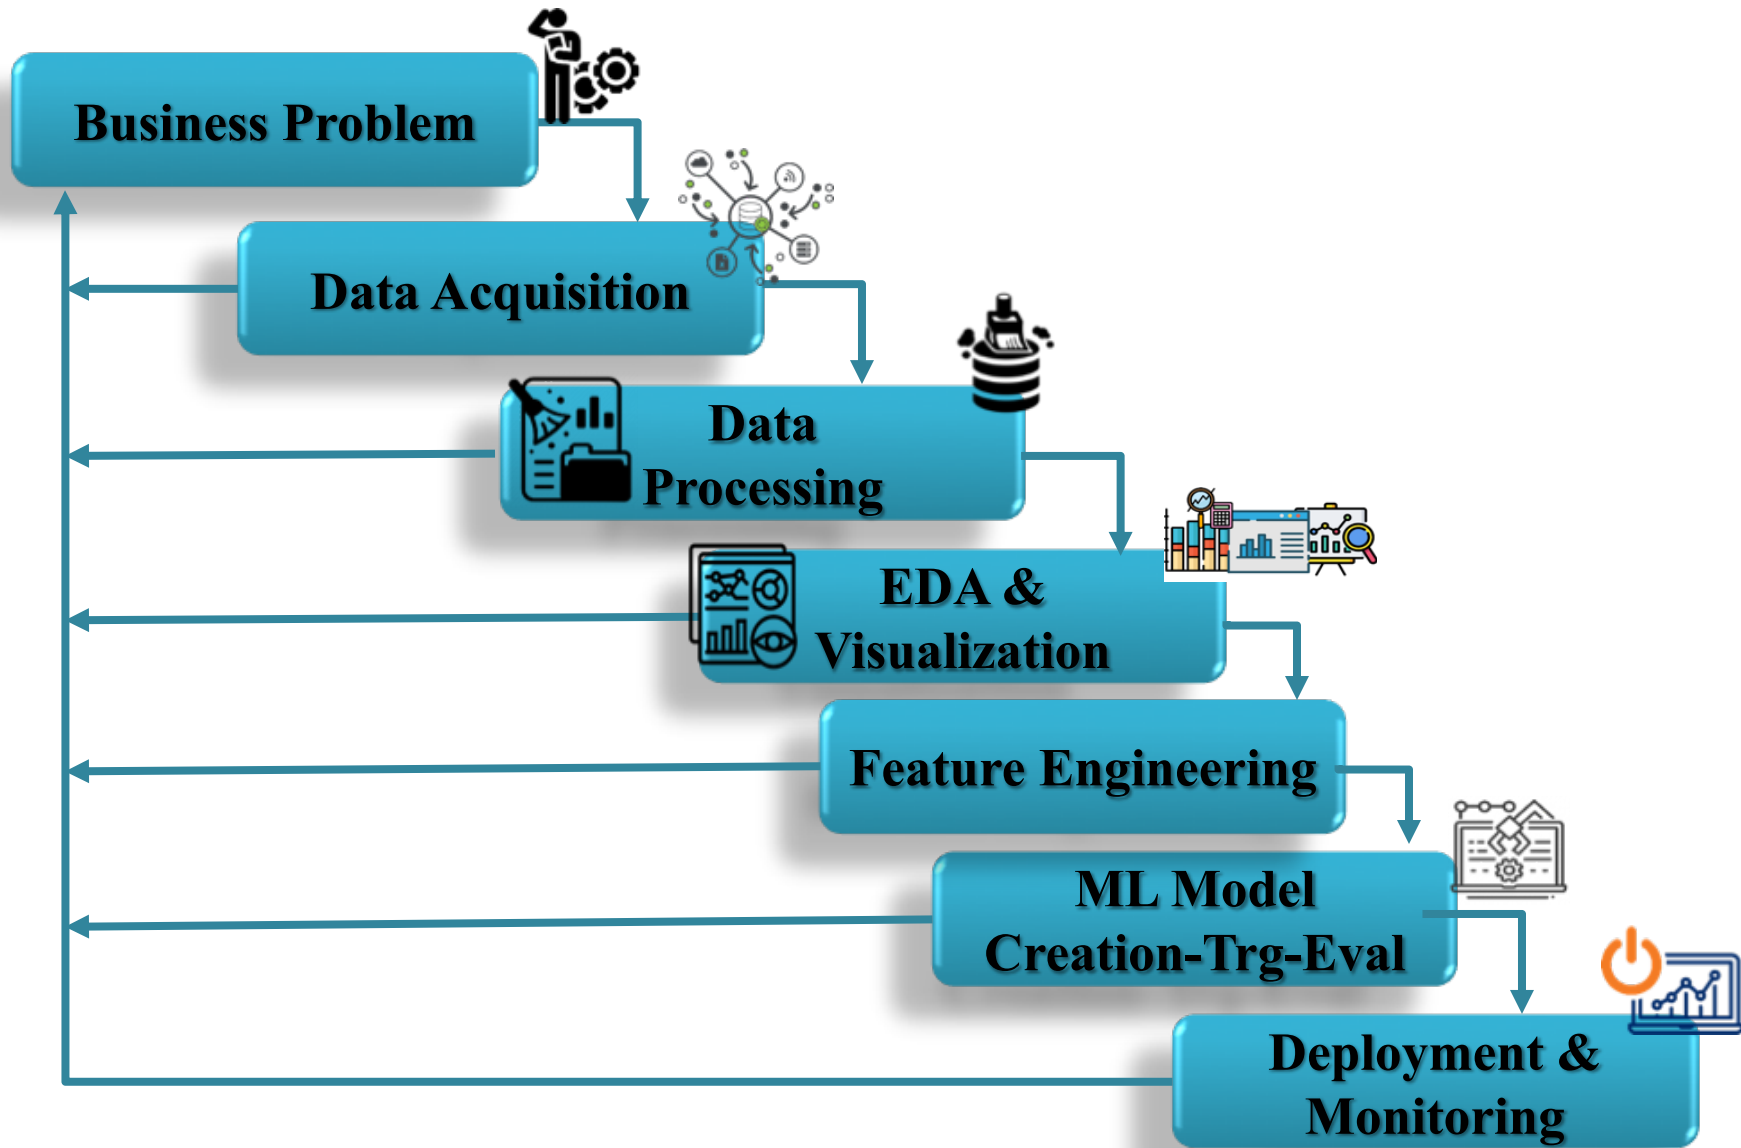 Business Problem
Data Acquisition
Data
Processing
EDA &
Visualization
Feature Engineering
ML Model
Creation-Trg-Eval
Deployment &
Monitoring